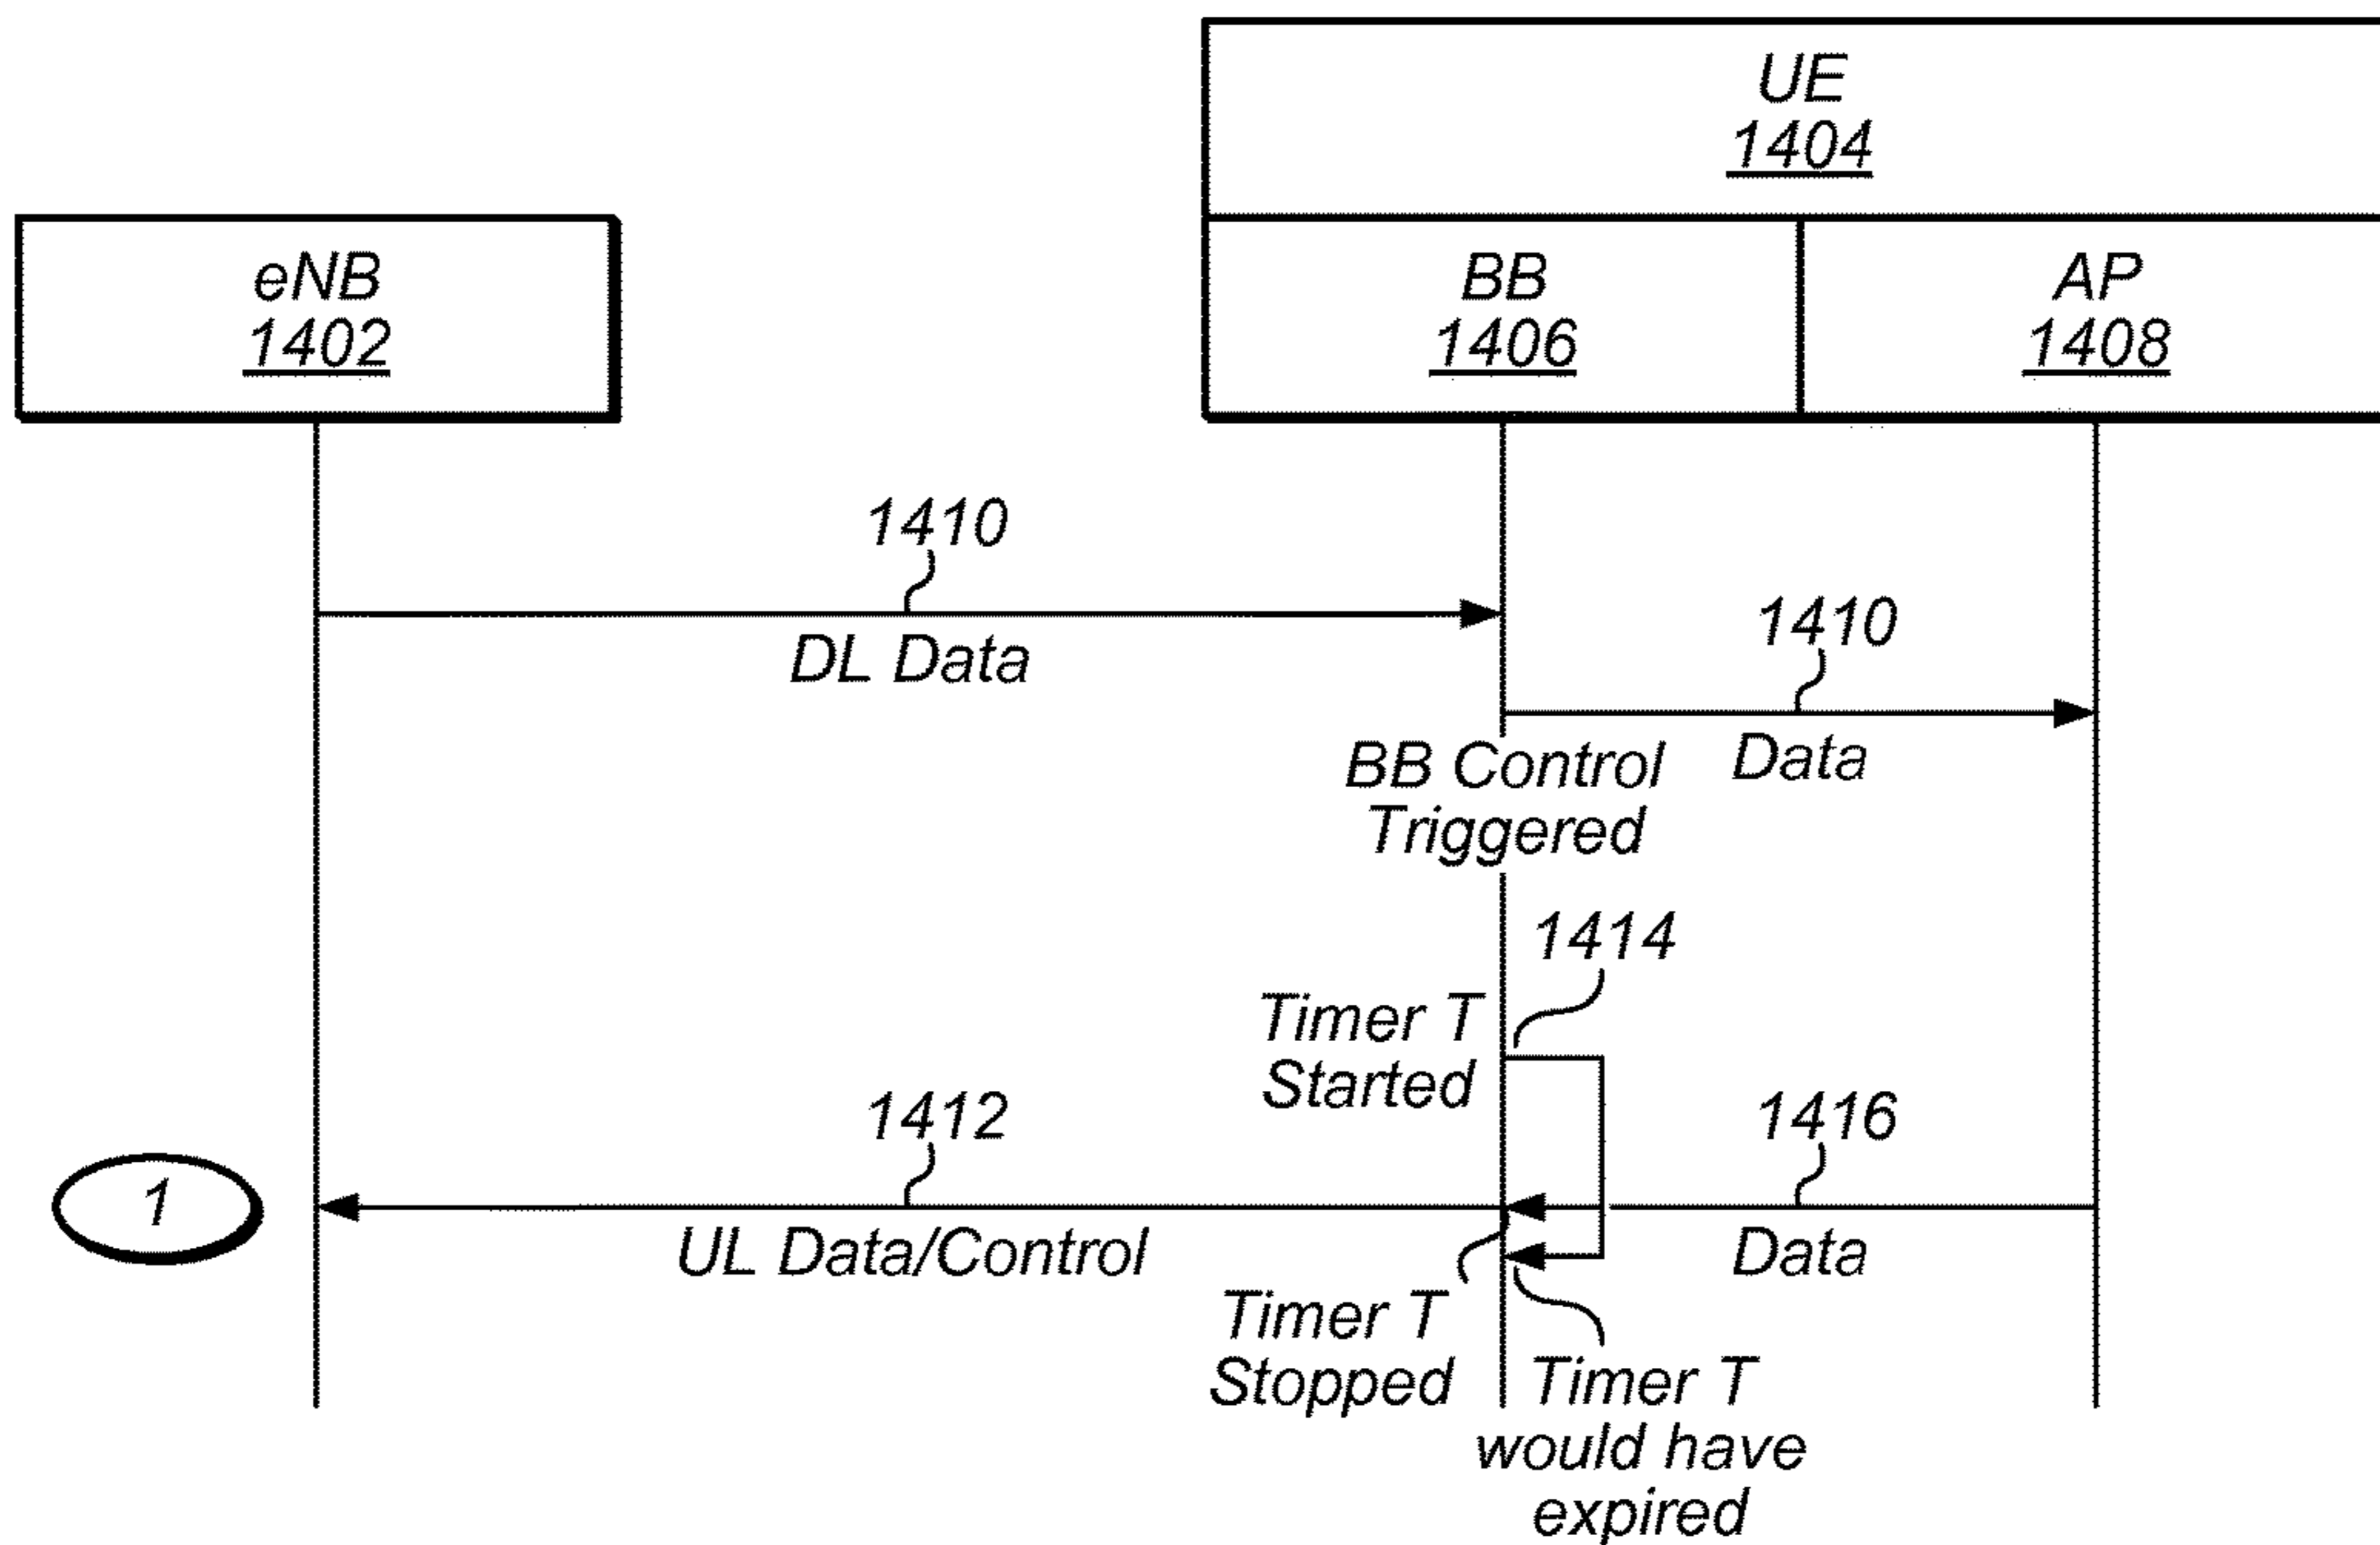 UE
1404
eNB
1402
BB
1406
AP
1408
1410
DL Data
1410
Data
BB Control
Triggered
1414
Timer T
Started
1412
1416
1
UL Data/Control
Data
Timer T
Stopped
Timer T
would have
expired